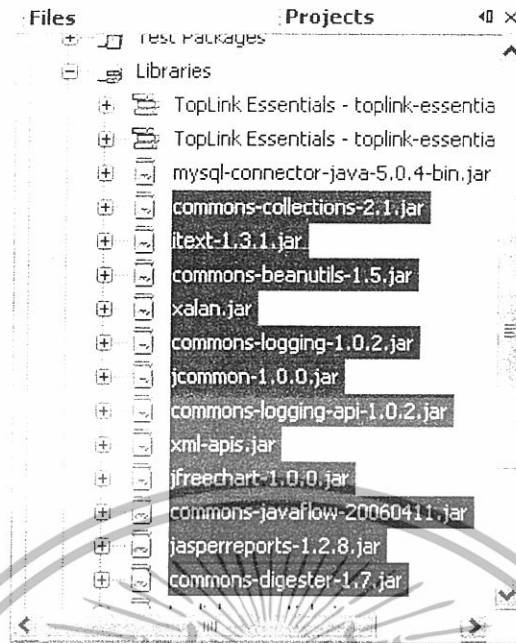 Files Projects
Test Packages
Libraries
TopLink Essentials - toplink-essentia
TopLink Essentials - toplink-essentia
mysql-connector-java-5.0.4-bin.jar
commons-collections-2.1.jar
itext-1.3.1.jar
commons-beanutils-1.5.jar
xalan.jar
commons-logging-1.0.2.jar
jcommon-1.0.0.jar
commons-logging-api-1.0.2.jar
xml-apis.jar
jfreechart-1.0.0.jar
commons-javaflow-20060411.jar
jasperreports-1.2.8.jar
commons-digester-1.7.jar